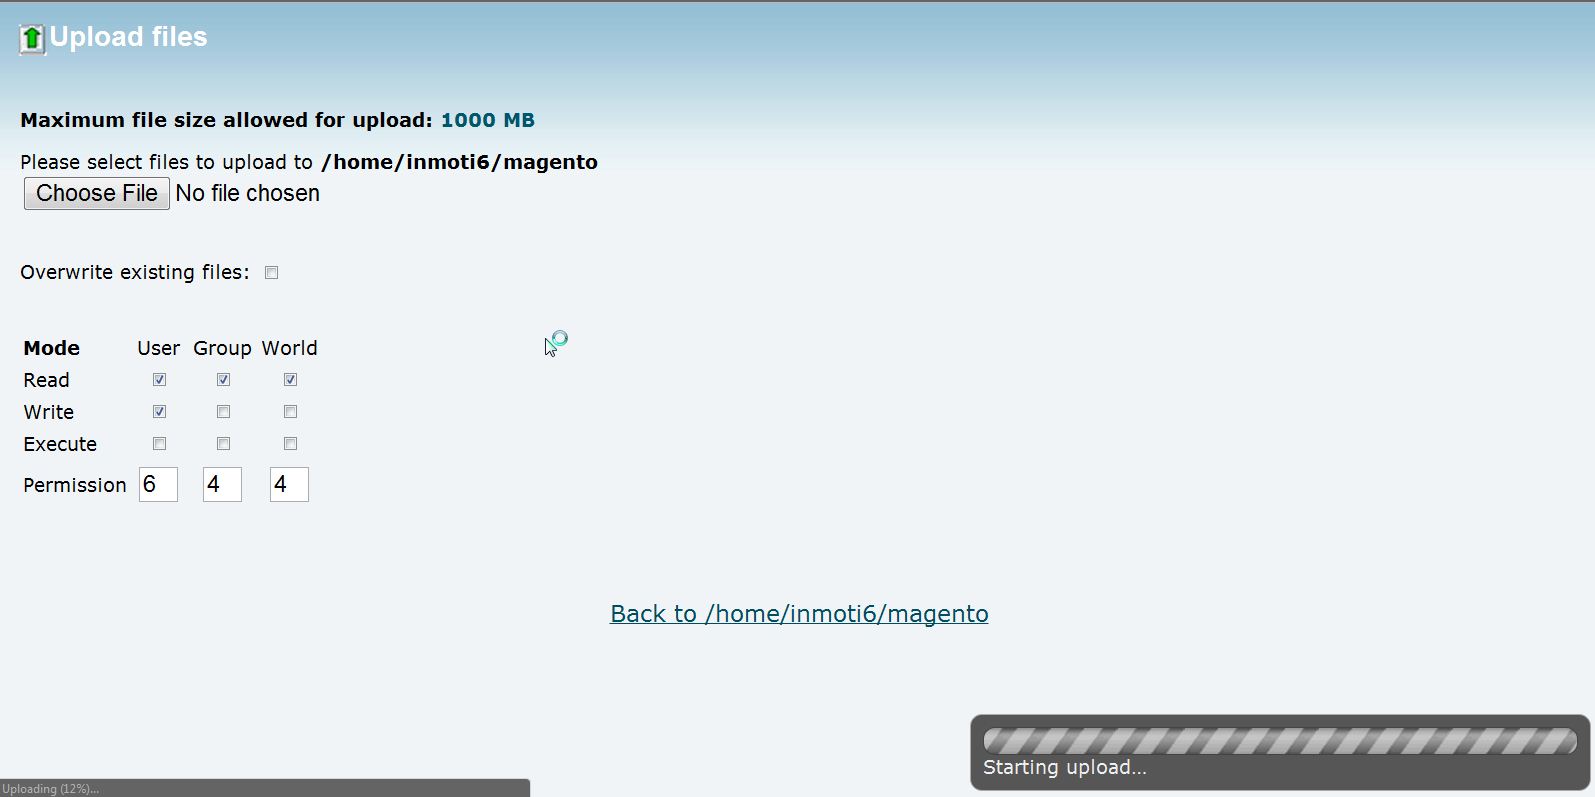 Upload files
Maximum file size allowed for upload: 1000 MB
Please select files to upload to /home/inmoti6/magento
Choose File No file chosen
Overwrite existing files:
Mode User Group World
Read
Write
Execute
Permission 6 4 4
Back to /home/inmoti6/magento
Starting upload...
Uploading (12%)...